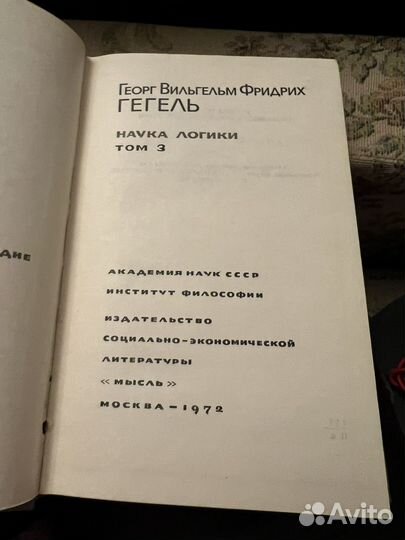 Георг Вильгельм Фридрих
ГЕГЕЛЬ
НАУКА ЛОГИКИ
ТОМ 3
ДИЕ
АКАДЕМИЯ НАУК СССР
ИНСТИТУТ ФИЛОСОФИИ
ИЗДАТЕЛЬСТВО
СОЦИАЛЬНО-ЭКОНОМИЧЕСКОЙ
ЛИТЕРАТУРЫ
«МЫСЛЬ»
МОСКВА — 1972
Avito